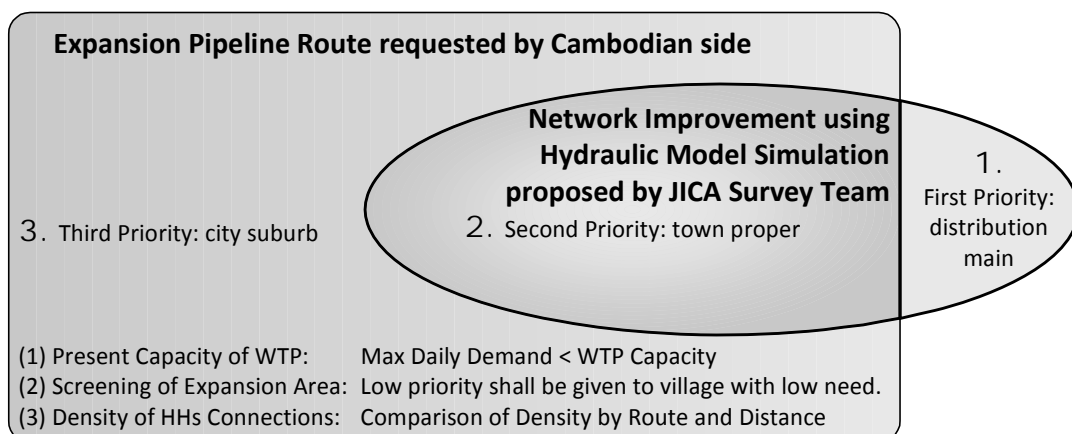 Expansion Pipeline Route requested by Cambodian side
Network Improvement using
Hydraulic Model Simulation
proposed by JICA Survey Team
1.
First Priority:
distribution
main
2. Second Priority: town proper
3. Third Priority: city suburb
(1) Present Capacity of WTP: Max Daily Demand < WTP Capacity
(2) Screening of Expansion Area: Low priority shall be given to village with low need.
(3) Density of HHs Connections: Comparison of Density by Route and Distance